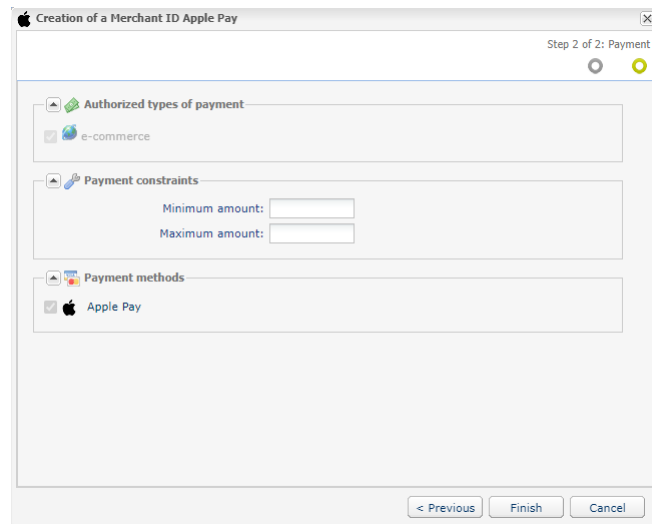 Creation of a Merchant ID Apple Pay
Step 2 of 2: Payment
Authorized types of payment
e-commerce
Payment constraints
Minimum amount:
Maximum amount:
Payment methods
Apple Pay
< Previous Finish Cancel